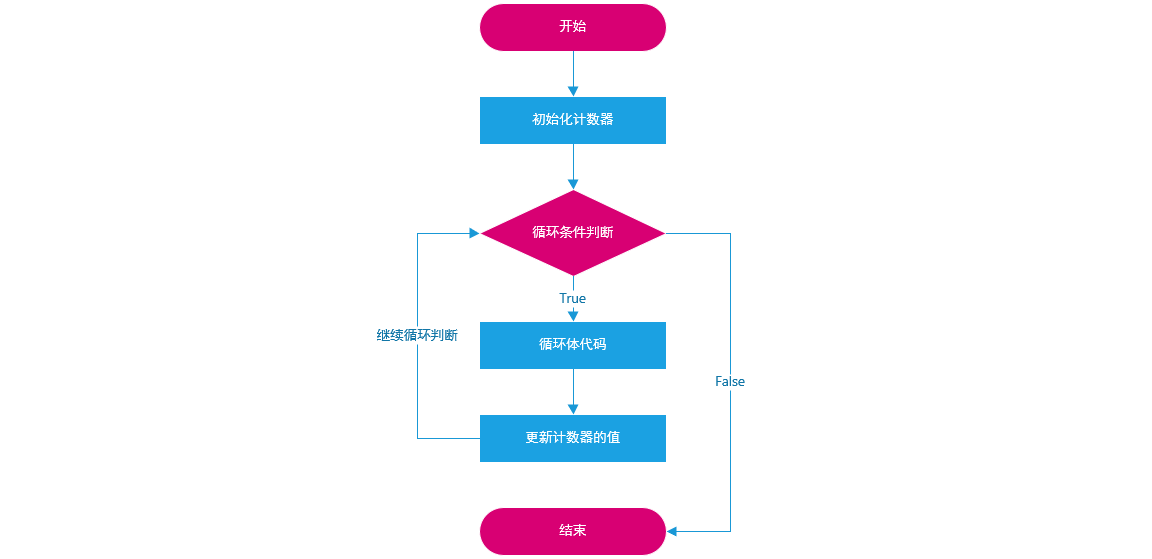 开始
初始化计数器
循环条件判断
True
继续循环判断
循环体代码
False
更新计数器的值
结束